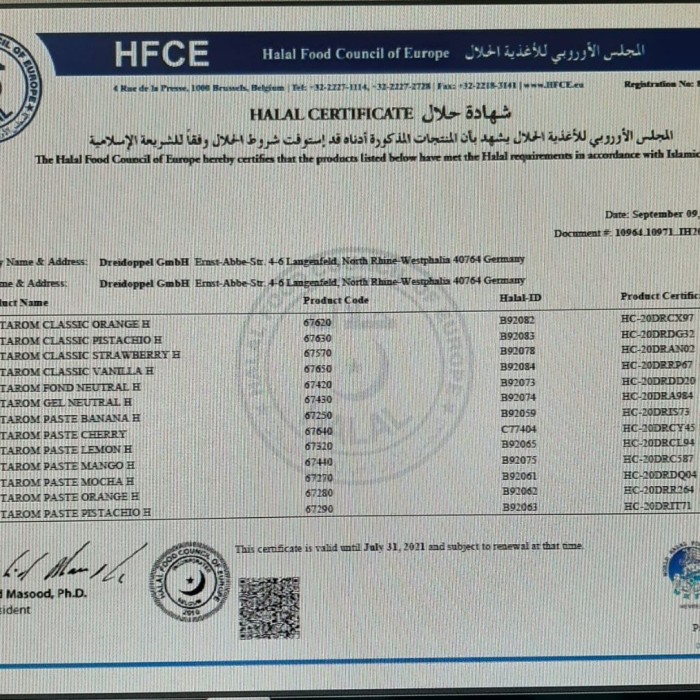 HFCE Halal Food Council of Europe المجلس الأوروبي للأغذية الحلال
4 Rue de la Presse, 1000 Brussels, Belgium | Tel: +32-2227-1114, +32-2227-2728 | Fax: +32-2218-3141 | www.HFCE.eu Registration No:
HALAL CERTIFICATE شهادة حلال
المجلس الأوروبي للأغذية الحلال يشهد بأن المنتجات المذكورة أدناه قد إستوفت شروط الحلال وفقاً للشريعة الإسلامية
The Halal Food Council of Europe hereby certifies that the products listed below have met the Halal requirements in accordance with Islamic
Date: September 09,
Document #: 10964.10971_IH2
Name & Address: Dreidoppel GmbH Ernst-Abbe-Str. 4-6 Langenfeld, North Rhine-Westphalia 40764 Germany
me & Address: Dreidoppel GmbH Ernst-Abbe-Str. 4-6 Langenfeld, North Rhine-Westphalia 40764 Germany
uct Name Product Code Halal-ID Product Certific
TAROM CLASSIC ORANGE H 67620 B92082 HC-20DRCX97
TAROM CLASSIC PISTACHIO H 67630 B92083 HC-20DRDG32
TAROM CLASSIC STRAWBERRY H 67570 B92078 HC-20DRAN02
TAROM CLASSIC VANILLA H 67650 B92084 HC-20DRRP67
TAROM FOND NEUTRAL H 67420 B92073 HC-20DRDD20
TAROM GEL NEUTRAL H 67430 B92074 HC-20DRA984
TAROM PASTE BANANA H 67250 B92059 HC-20DRIS73
TAROM PASTE CHERRY 67640 C77404 HC-20DRCY45
TAROM PASTE LEMON H 67320 B92065 HC-20DRCL94
TAROM PASTE MANGO H 67440 B92075 HC-20DRC587
TAROM PASTE MOCHA H 67270 B92061 HC-20DRDQ04
TAROM PASTE ORANGE H 67280 B92062 HC-20DRR264
TAROM PASTE PISTACHIO H 67290 B92063 HC-20DRIT71
This certificate is valid until July 31, 2021 and subject to renewal at that time.
Masood, Ph.D.
sident
HALAL FOOD COUNCIL OF EUROPE